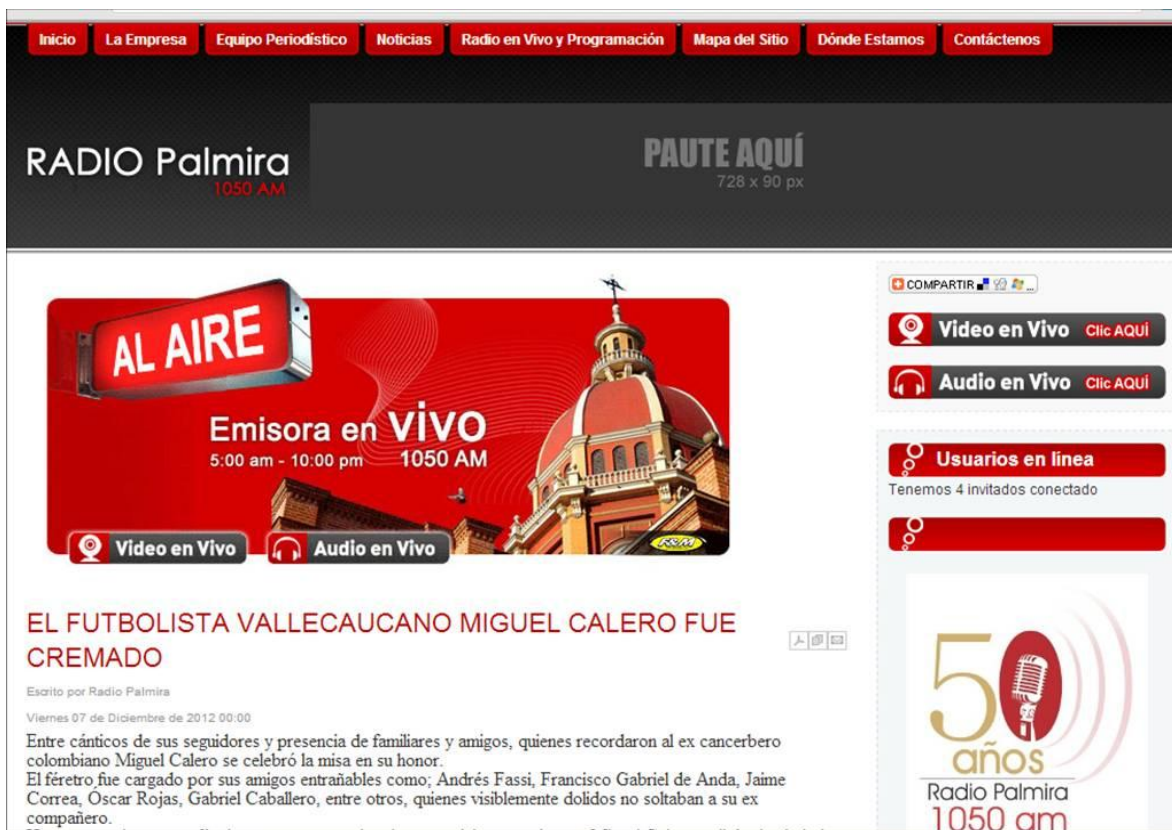 Inicio La Empresa Equipo Periodístico Noticias Radio en Vivo y Programación Mapa del Sitio Dónde Estamos Contáctenos
RADIO Palmira
1050 AM
PAUTE AQUÍ
728 x 90 px
AL AIRE
Emisora en vivo
5:00 am - 10:00 pm 1050 AM
Video en Vivo Audio en Vivo
F&M
EL FUTBOLISTA VALLECAUCANO MIGUEL CALERO FUE
CREMADO
Escrito por Radio Palmira
Viernes 07 de Diciembre de 2012 00:00
Entre cánticos de sus seguidores y presencia de familiares y amigos, quienes recordaron al ex cancerbero
colombiano Miguel Calero se celebró la misa en su honor.
El féretro fue cargado por sus amigos entrañables como; Andrés Fassi, Francisco Gabriel de Anda, Jaime
Correa, Óscar Rojas, Gabriel Caballero, entre otros, quienes visiblemente dolidos no soltaban a su ex
compañero.
COMPARTIR ...
Video en Vivo Clic AQUÍ
Audio en Vivo Clic AQUÍ
Usuarios en línea
Tenemos 4 invitados conectado
50
años
Radio Palmira
1050 am